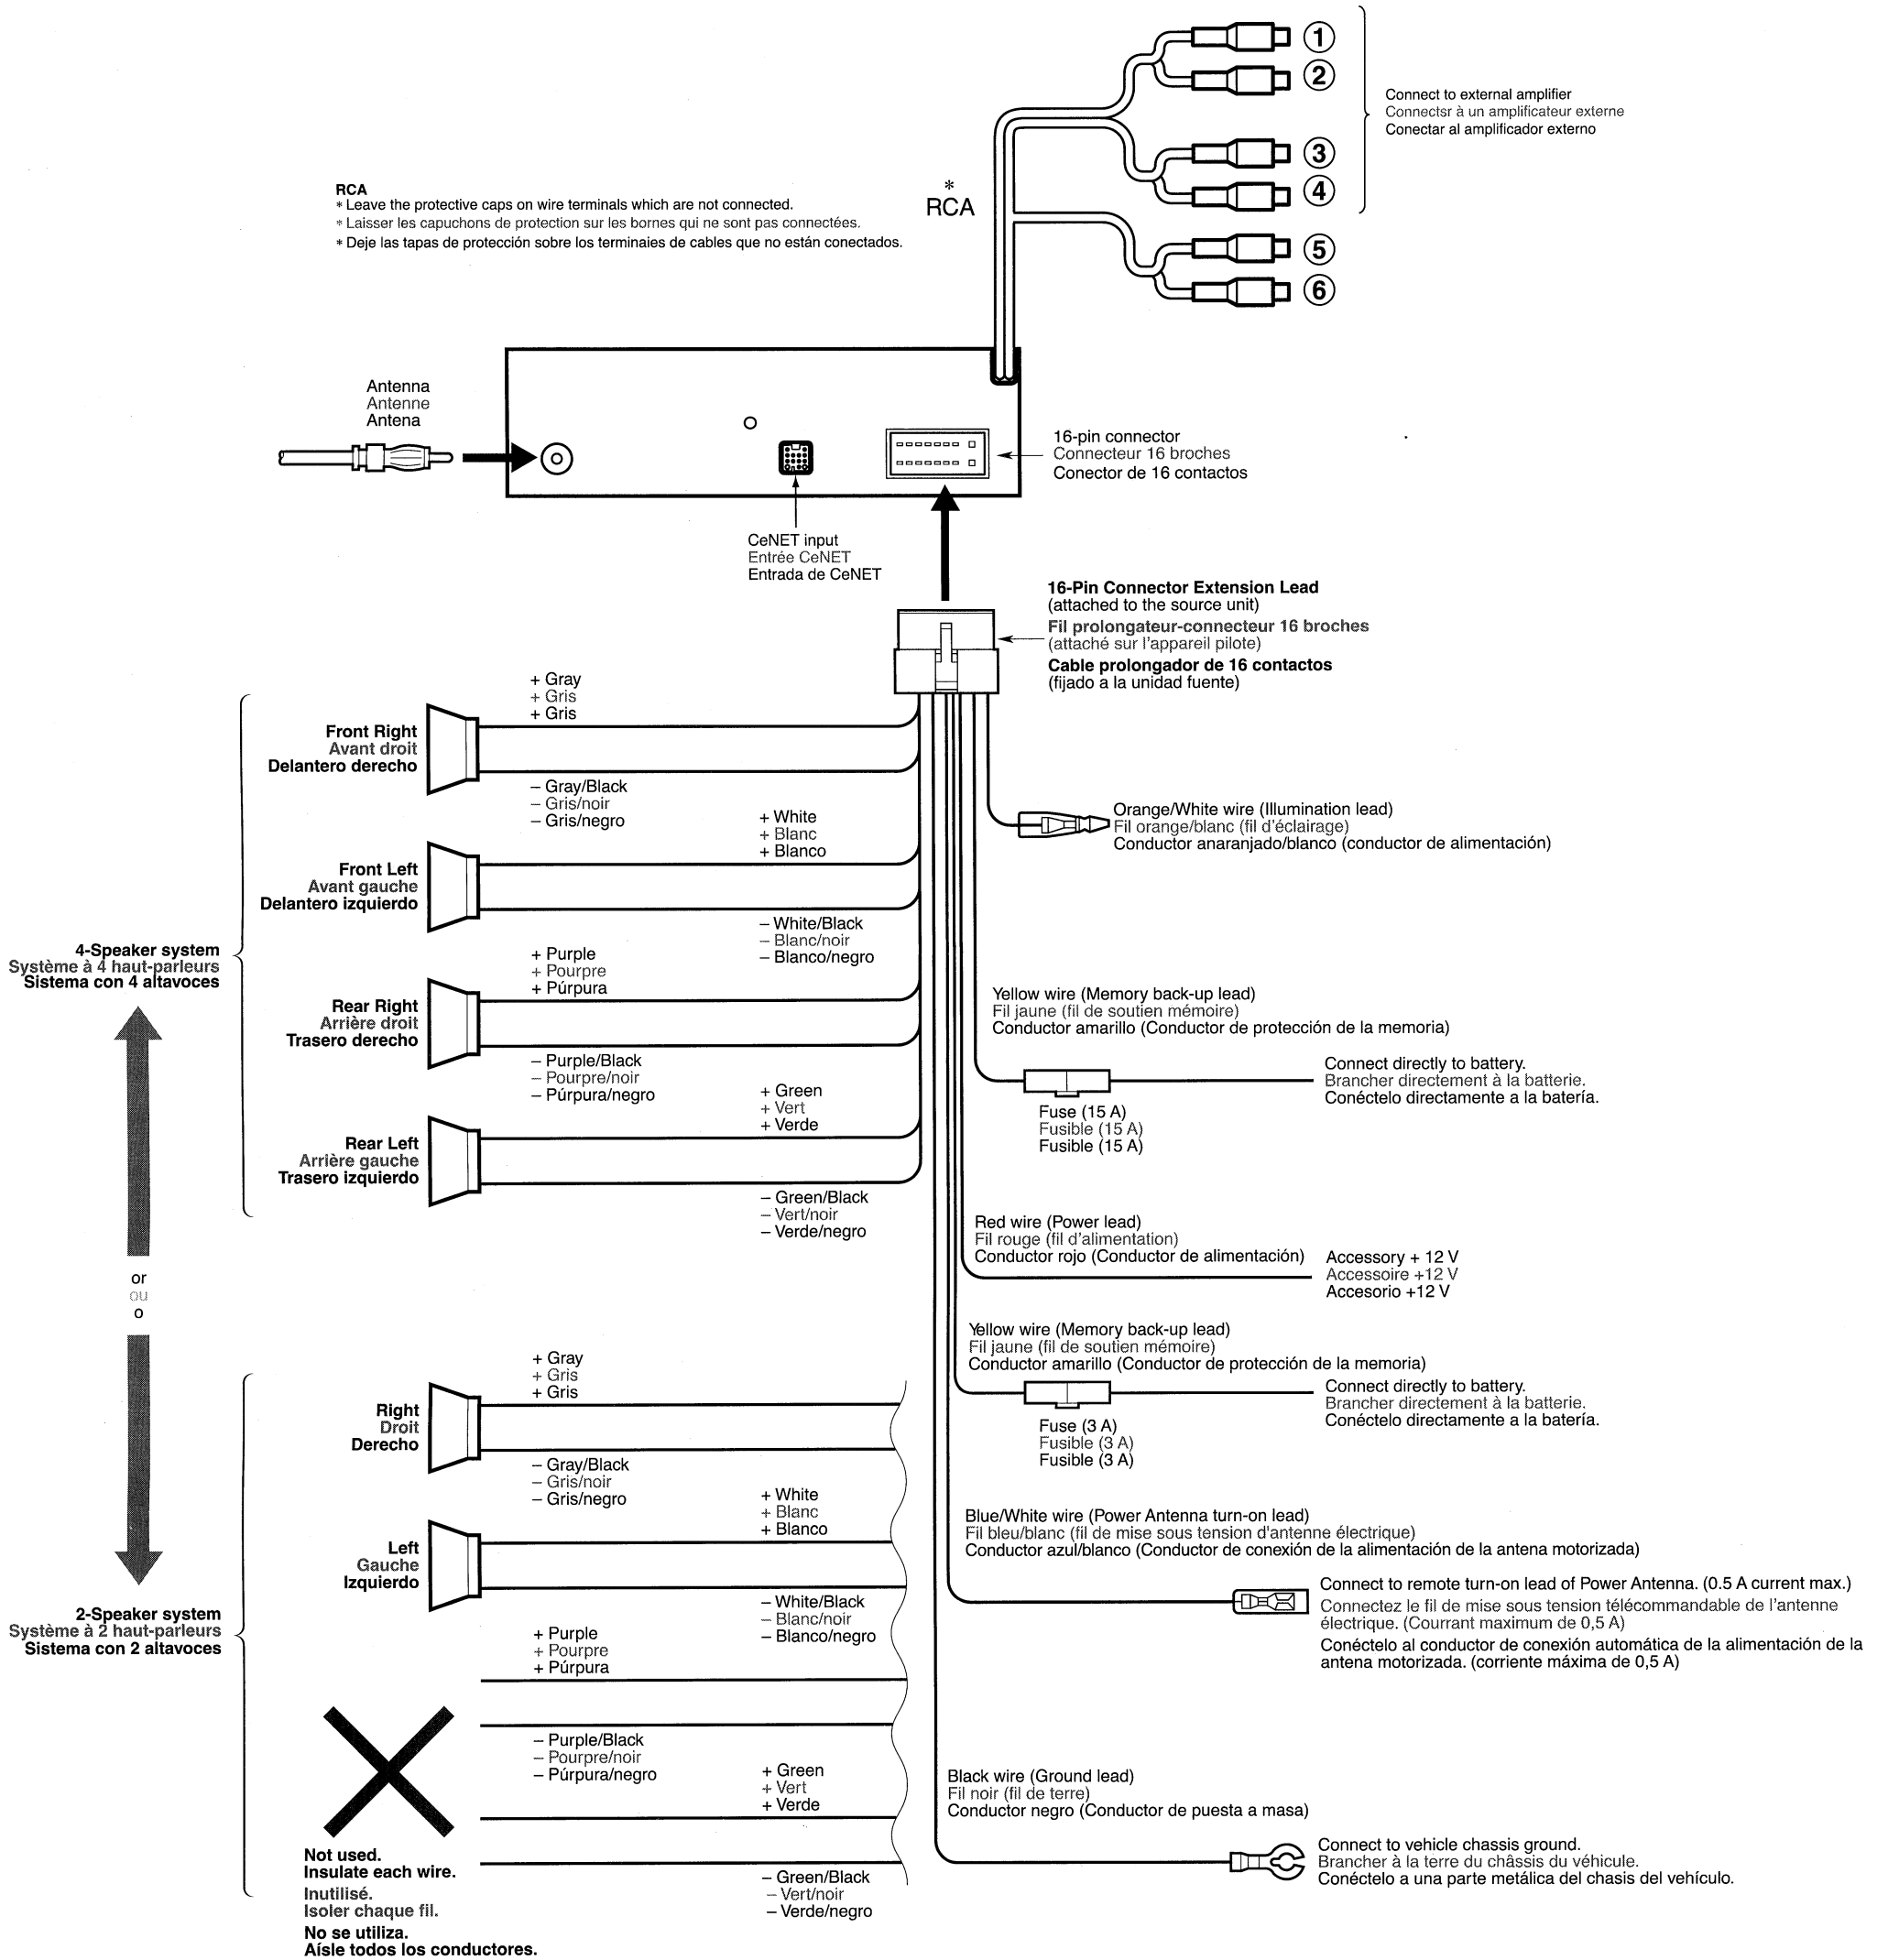 ①
②
Connect to external amplifier
Connectsr à un amplificateur externe
Conectar al amplificador externo
③
④
⑤
⑥
*
RCA
RCA
* Leave the protective caps on wire terminals which are not connected.
* Laisser les capuchons de protection sur les bornes qui ne sont pas connectées.
* Deje las tapas de protección sobre los terminaies de cables que no están conectados.
Antenna
Antenne
Antena
16-pin connector
Connecteur 16 broches
Conector de 16 contactos
CeNET input
Entrée CeNET
Entrada de CeNET
16-Pin Connector Extension Lead
(attached to the source unit)
Fil prolongateur-connecteur 16 broches
(attaché sur l'appareil pilote)
Cable prolongador de 16 contactos
(fijado a la unidad fuente)
4-Speaker system
Système à 4 haut-parleurs
Sistema con 4 altavoces
Front Right
Avant droit
Delantero derecho
+ Gray
+ Gris
+ Gris
– Gray/Black
– Gris/noir
– Gris/negro
Front Left
Avant gauche
Delantero izquierdo
+ White
+ Blanc
+ Blanco
– White/Black
– Blanc/noir
– Blanco/negro
Rear Right
Arrière droit
Trasero derecho
+ Purple
+ Pourpre
+ Púrpura
– Purple/Black
– Pourpre/noir
– Púrpura/negro
Rear Left
Arrière gauche
Trasero izquierdo
+ Green
+ Vert
+ Verde
– Green/Black
– Vert/noir
– Verde/negro
or
ou
o
2-Speaker system
Système à 2 haut-parleurs
Sistema con 2 altavoces
Right
Droit
Derecho
+ Gray
+ Gris
+ Gris
– Gray/Black
– Gris/noir
– Gris/negro
Left
Gauche
Izquierdo
+ White
+ Blanc
+ Blanco
– White/Black
– Blanc/noir
– Blanco/negro
+ Purple
+ Pourpre
+ Púrpura
– Purple/Black
– Pourpre/noir
– Púrpura/negro
+ Green
+ Vert
+ Verde
– Green/Black
– Vert/noir
– Verde/negro
Not used.
Insulate each wire.
Inutilisé.
Isoler chaque fil.
No se utiliza.
Aísle todos los conductores.
Orange/White wire (Illumination lead)
Fil orange/blanc (fil d'éclairage)
Conductor anaranjado/blanco (conductor de alimentación)
Yellow wire (Memory back-up lead)
Fil jaune (fil de soutien mémoire)
Conductor amarillo (Conductor de protección de la memoria)
Connect directly to battery.
Brancher directement à la batterie.
Conéctelo directamente a la batería.
Fuse (15 A)
Fusible (15 A)
Fusible (15 A)
Red wire (Power lead)
Fil rouge (fil d'alimentation)
Conductor rojo (Conductor de alimentación)
Accessory + 12 V
Accessoire +12 V
Accesorio +12 V
Yellow wire (Memory back-up lead)
Fil jaune (fil de soutien mémoire)
Conductor amarillo (Conductor de protección de la memoria)
Connect directly to battery.
Brancher directement à la batterie.
Conéctelo directamente a la batería.
Fuse (3 A)
Fusible (3 A)
Fusible (3 A)
Blue/White wire (Power Antenna turn-on lead)
Fil bleu/blanc (fil de mise sous tension d'antenne électrique)
Conductor azul/blanco (Conductor de conexión de la alimentación de la antena motorizada)
Connect to remote turn-on lead of Power Antenna. (0.5 A current max.)
Connectez le fil de mise sous tension télécommandable de l'antenne
électrique. (Courrant maximum de 0,5 A)
Conéctelo al conductor de conexión automática de la alimentación de la
antena motorizada. (corriente máxima de 0,5 A)
Black wire (Ground lead)
Fil noir (fil de terre)
Conductor negro (Conductor de puesta a masa)
Connect to vehicle chassis ground.
Brancher à la terre du châssis du véhicule.
Conéctelo a una parte metálica del chasis del vehículo.